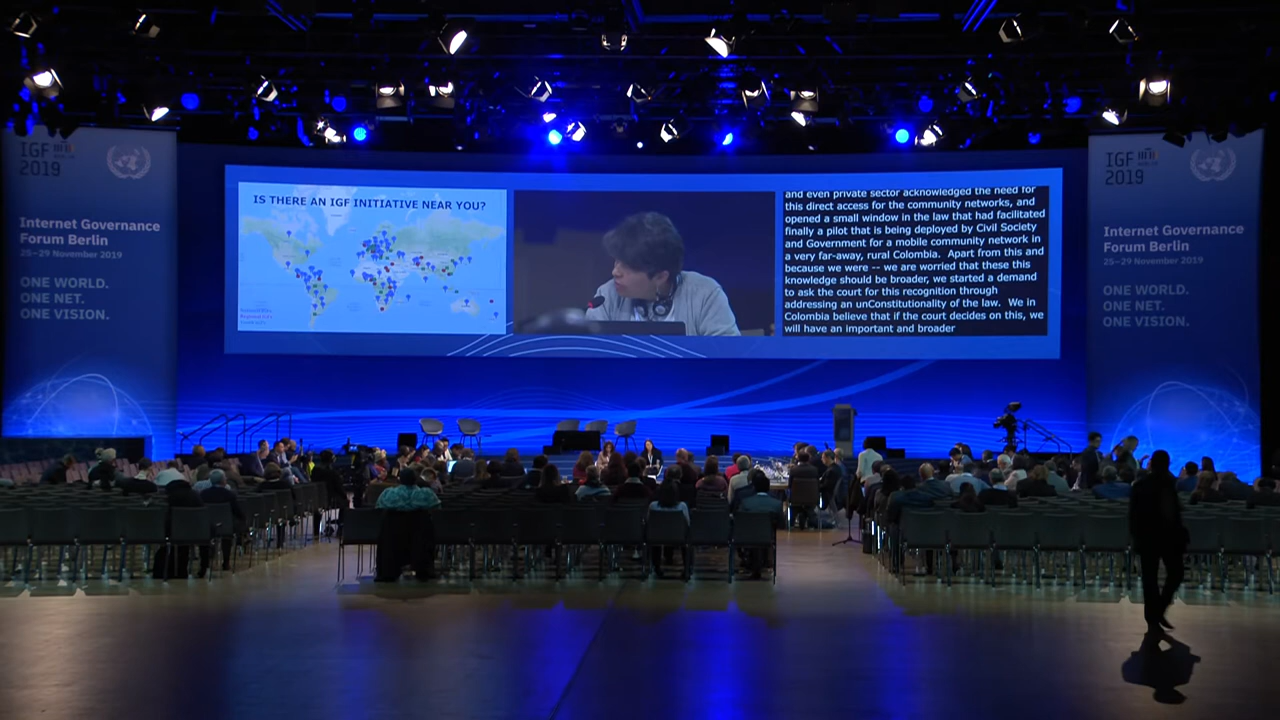 IGF
2019
Internet Governance
Forum Berlin
25–29 November 2019
ONE WORLD.
ONE NET.
ONE VISION.
IS THERE AN IGF INITIATIVE NEAR YOU?
and even private sector acknowledged the need for
this direct access for the community networks, and
opened a small window in the law that had facilitated
finally a pilot that is being deployed by Civil Society
and Government for a mobile community network in
a very far-away, rural Colombia.  Apart from this and
because we were -- we are worried that these this
knowledge should be broader, we started a demand
to ask the court for this recognition through
addressing an unConstitutionality of the law.  We in
Colombia believe that if the court decides on this, we
will have an important and broader
IGF
2019
Internet Governance
Forum Berlin
25–29 November 2019
ONE WORLD.
ONE NET.
ONE VISION.